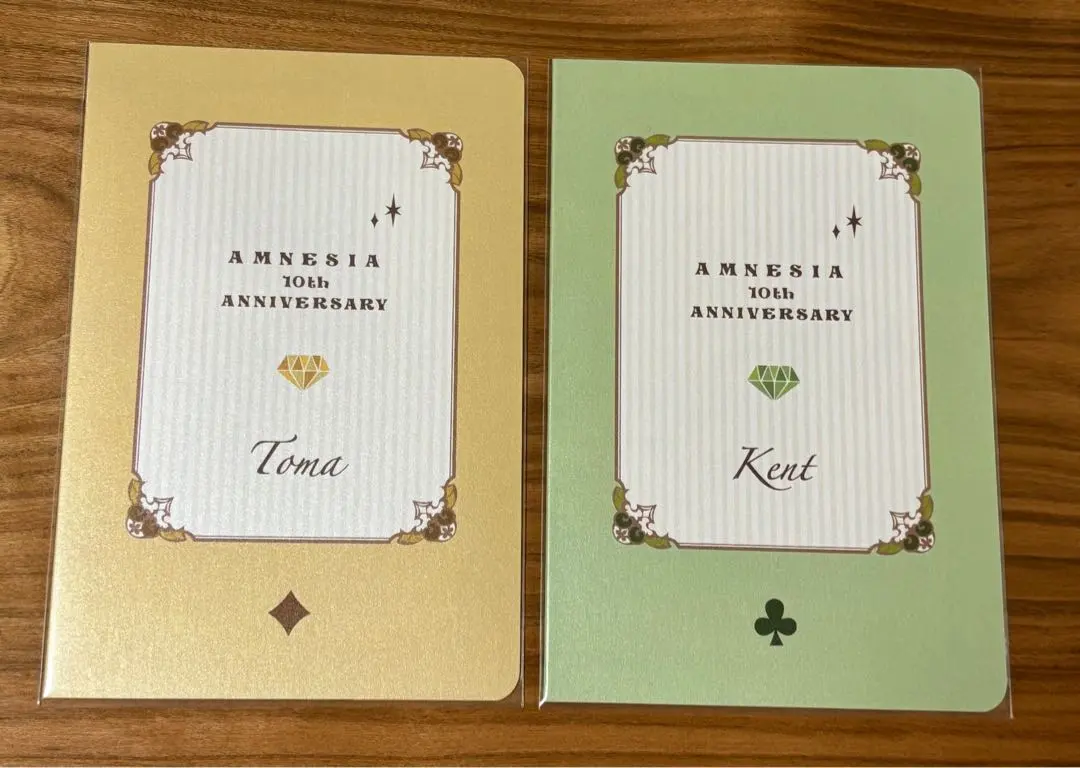 AMNESIA
10th
ANNIVERSARY
Toma
AMNESIA
10th
ANNIVERSARY
Kent